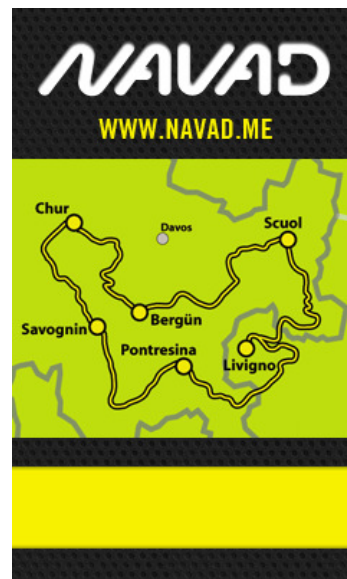 NAVAD
WWW.NAVAD.ME
Chur
Davos
Scuol
Bergün
Savognin
Pontresina
Livigno